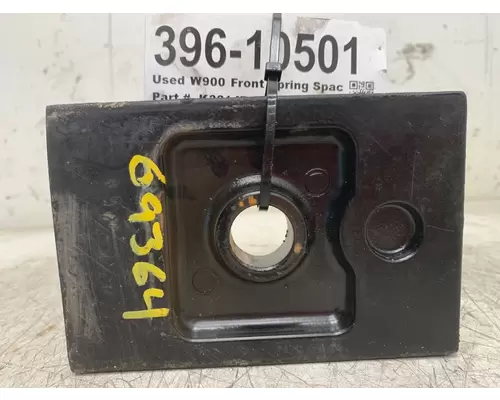 396-10501
Used W900 Front Spring Spac
Part #
69364